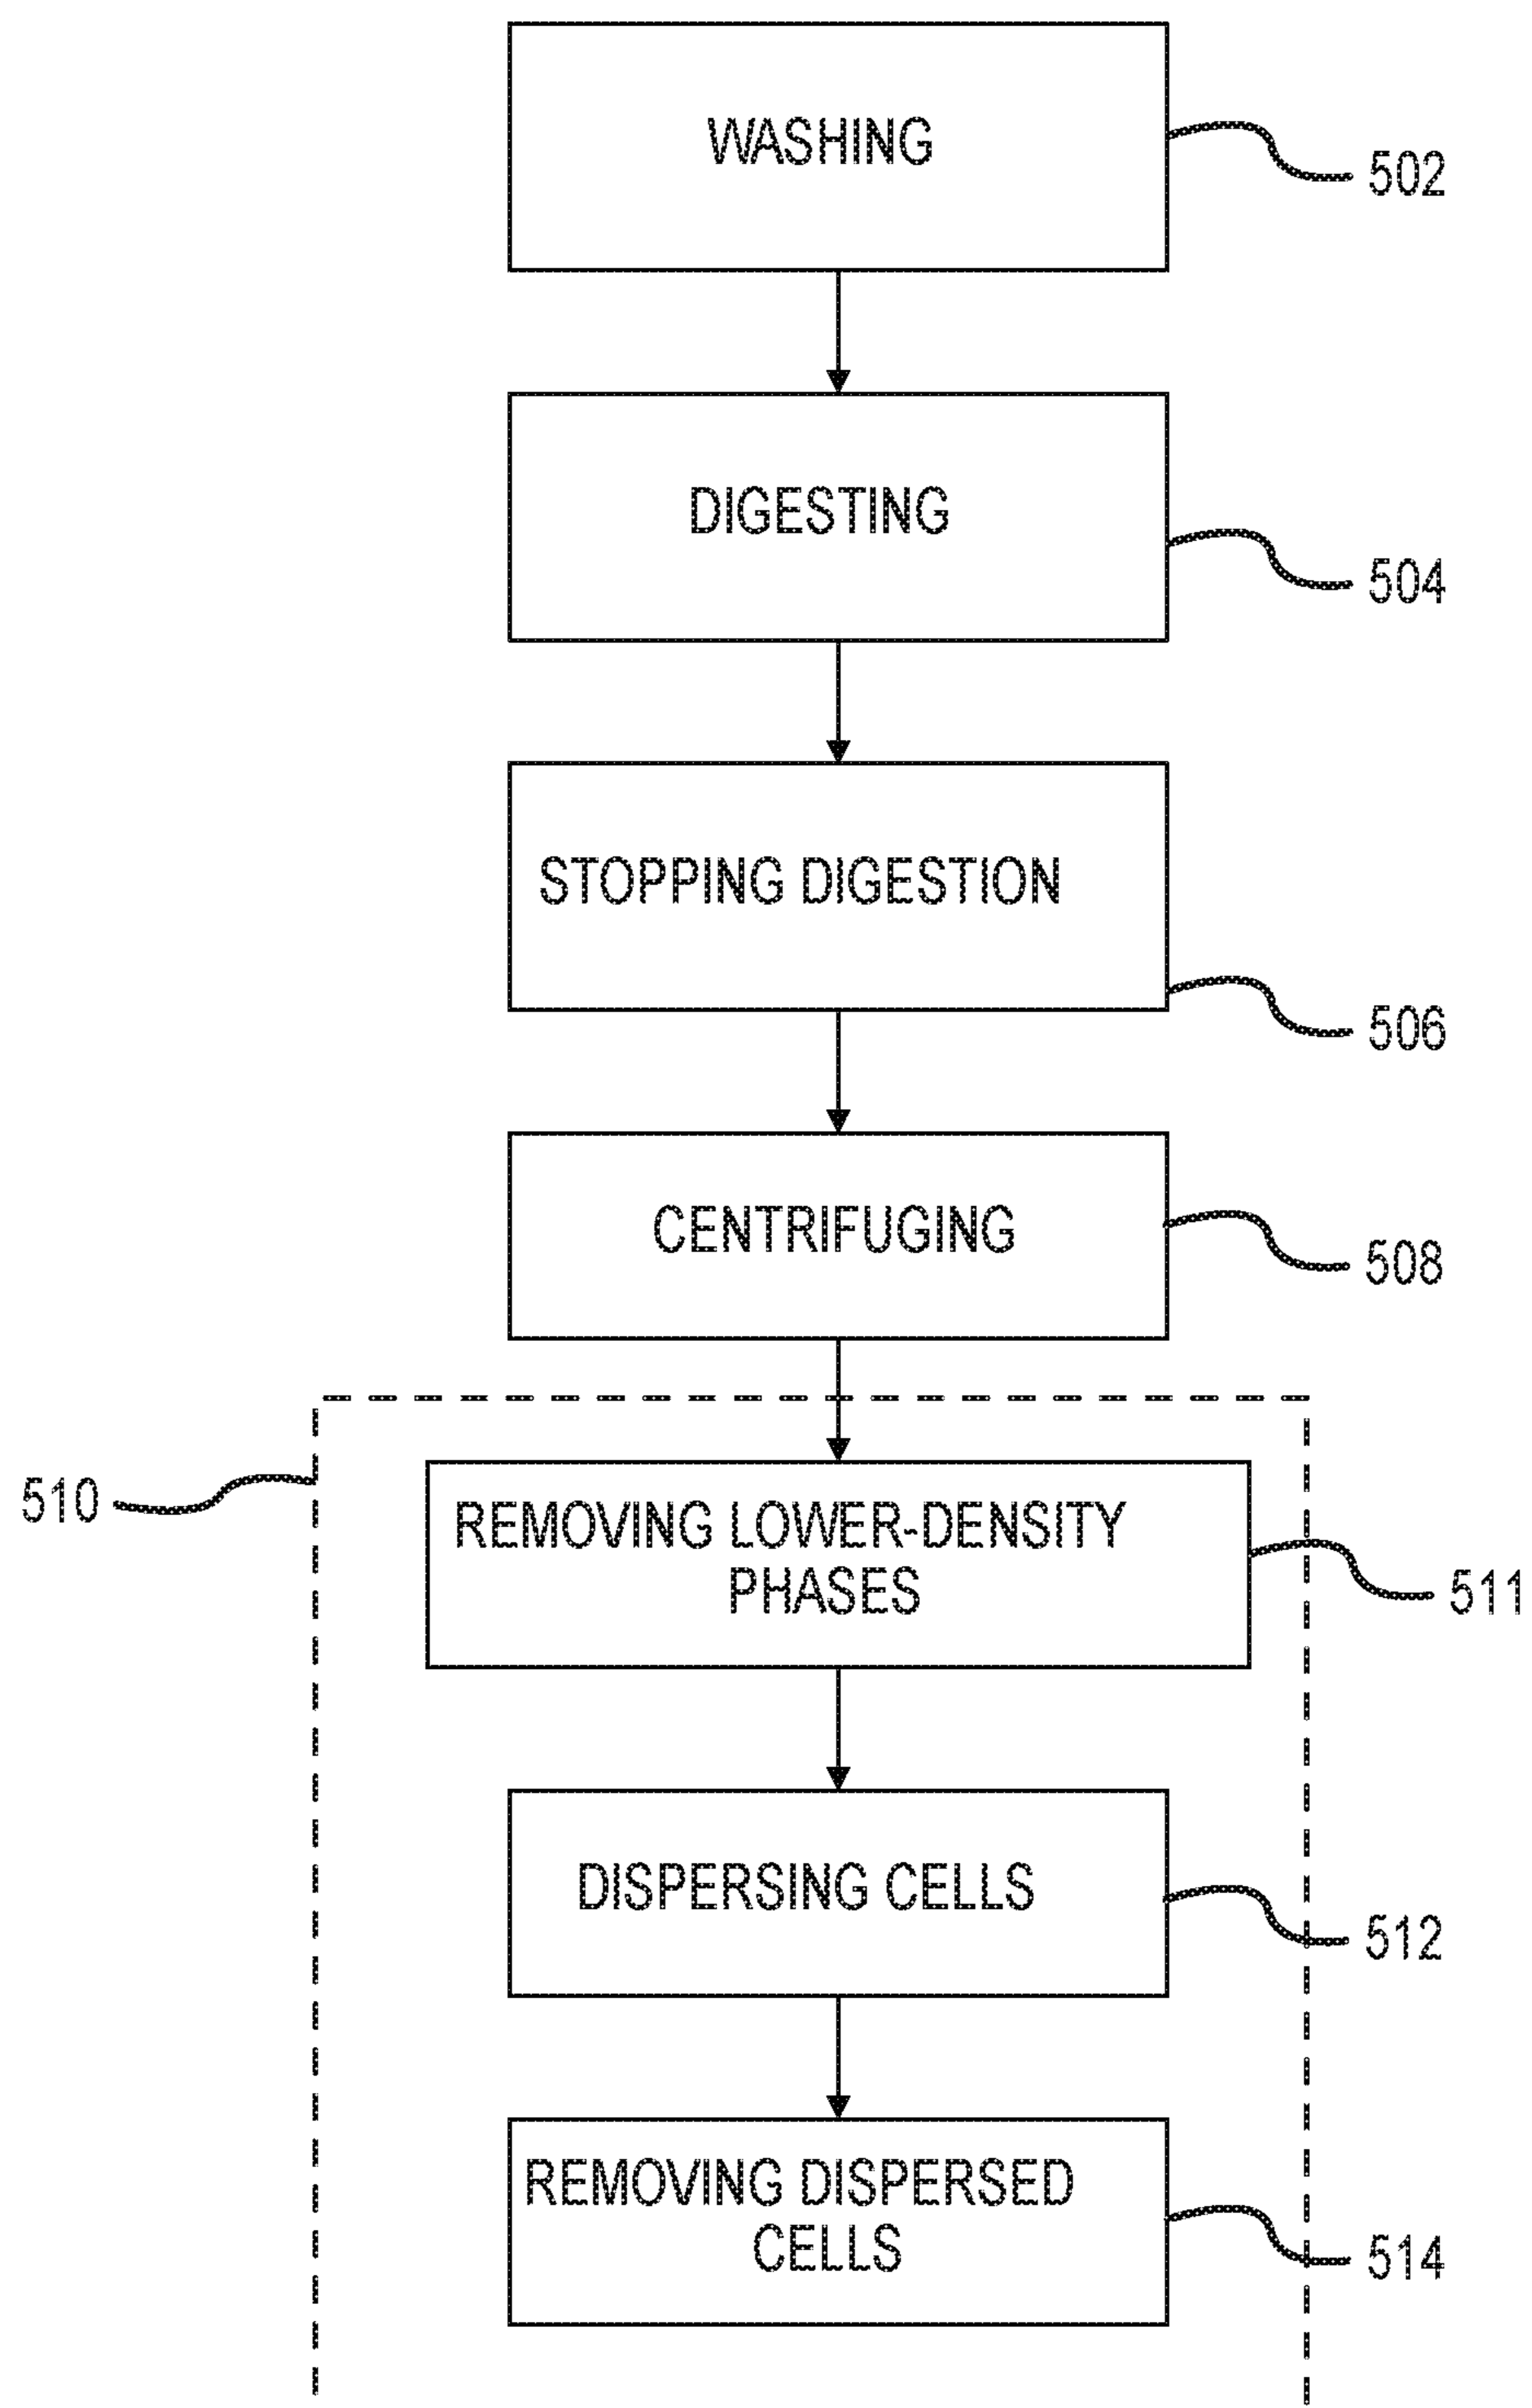 WASHING
502
DIGESTING
504
STOPPING DIGESTION
506
CENTRIFUGING
508
510
REMOVING LOWER-DENSITY
PHASES
511
DISPERSING CELLS
512
REMOVING DISPERSED
CELLS
514